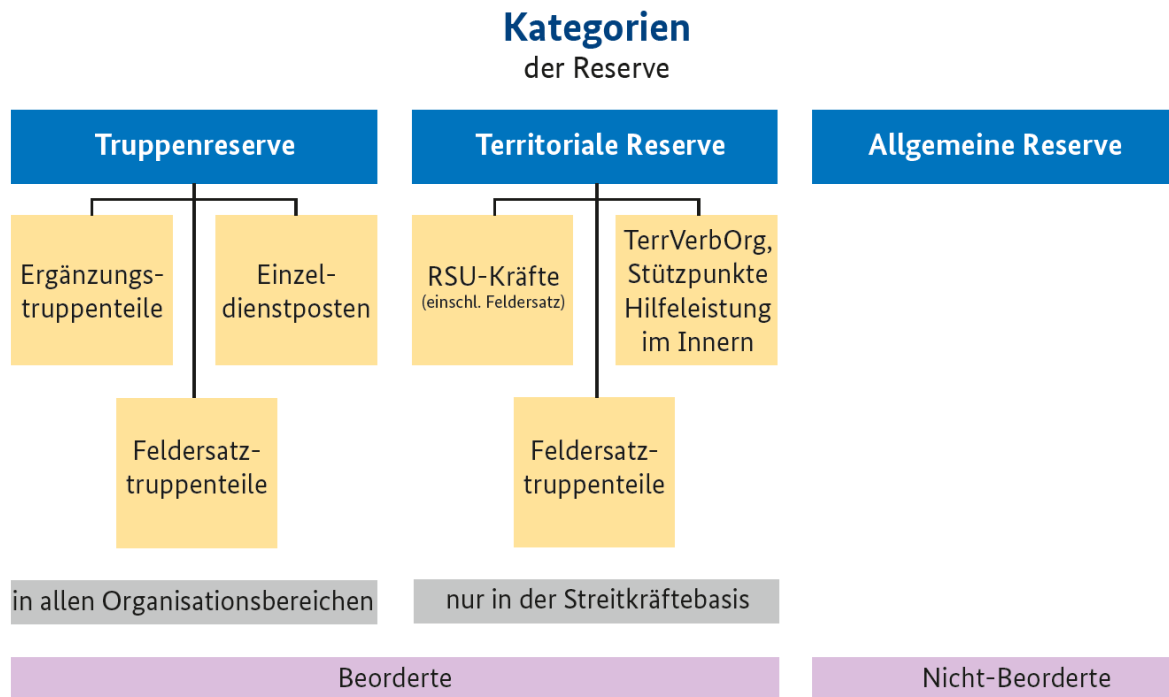 Kategorien
der Reserve
Truppenreserve
Territoriale Reserve
Allgemeine Reserve
Ergänzungs-
truppenteile
Einzel-
dienstposten
Feldersatz-
truppenteile
RSU-Kräfte
(einschl. Feldersatz)
TerrVerbOrg,
Stützpunkte
Hilfeleistung
im Innern
Feldersatz-
truppenteile
in allen Organisationsbereichen
nur in der Streitkräftebasis
Beorderte
Nicht-Beorderte